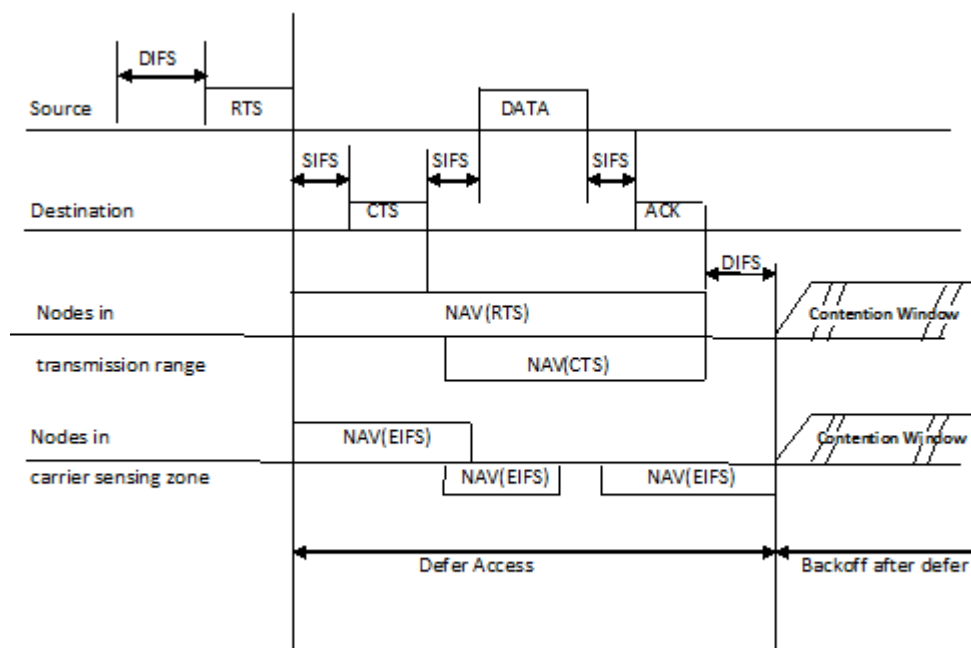 DIFS
Source
RTS
DATA
SIFS
SIFS
SIFS
Destination
CTS
ACK
DIFS
Nodes in
NAV(RTS)
Contention Window
transmission range
NAV(CTS)
Nodes in
NAV(EIFS)
Contention Window
carrier sensing zone
NAV(EIFS)
NAV(EIFS)
Defer Access
Backoff after defer